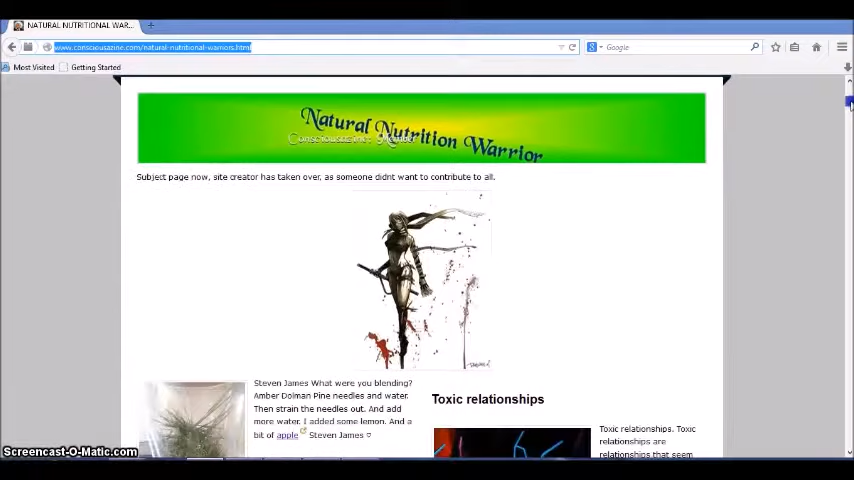 NATURAL NUTRITIONAL WAR...
www.consciousazine.com/natural-nutritional-warriors.html
Google
Most Visited
Getting Started
Natural Nutrition Warrior
Consciousazine: Member
Subject page now, site creator has taken over, as someone didnt want to contribute to all.
Steven James What were you blending?
Amber Dolman Pine needles and water.
Then strain the needles out. And add
more water. I added some lemon. And a
bit of apple Steven James ♡
Toxic relationships
Toxic relationships. Toxic
relationships are
relationships that seem
Screencast-O-Matic.com